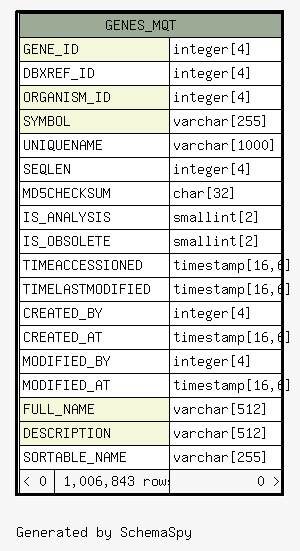 GENES_MQT
GENE_ID integer[4]
DBXREF_ID integer[4]
ORGANISM_ID integer[4]
SYMBOL varchar[255]
UNIQUENAME varchar[1000]
SEQLEN integer[4]
MD5CHECKSUM char[32]
IS_ANALYSIS smallint[2]
IS_OBSOLETE smallint[2]
TIMEACCESSIONED timestamp[16,6]
TIMELASTMODIFIED timestamp[16,6]
CREATED_BY integer[4]
CREATED_AT timestamp[16,6]
MODIFIED_BY integer[4]
MODIFIED_AT timestamp[16,6]
FULL_NAME varchar[512]
DESCRIPTION varchar[512]
SORTABLE_NAME varchar[255]
< 0 1,006,843 rows 0 >
Generated by SchemaSpy